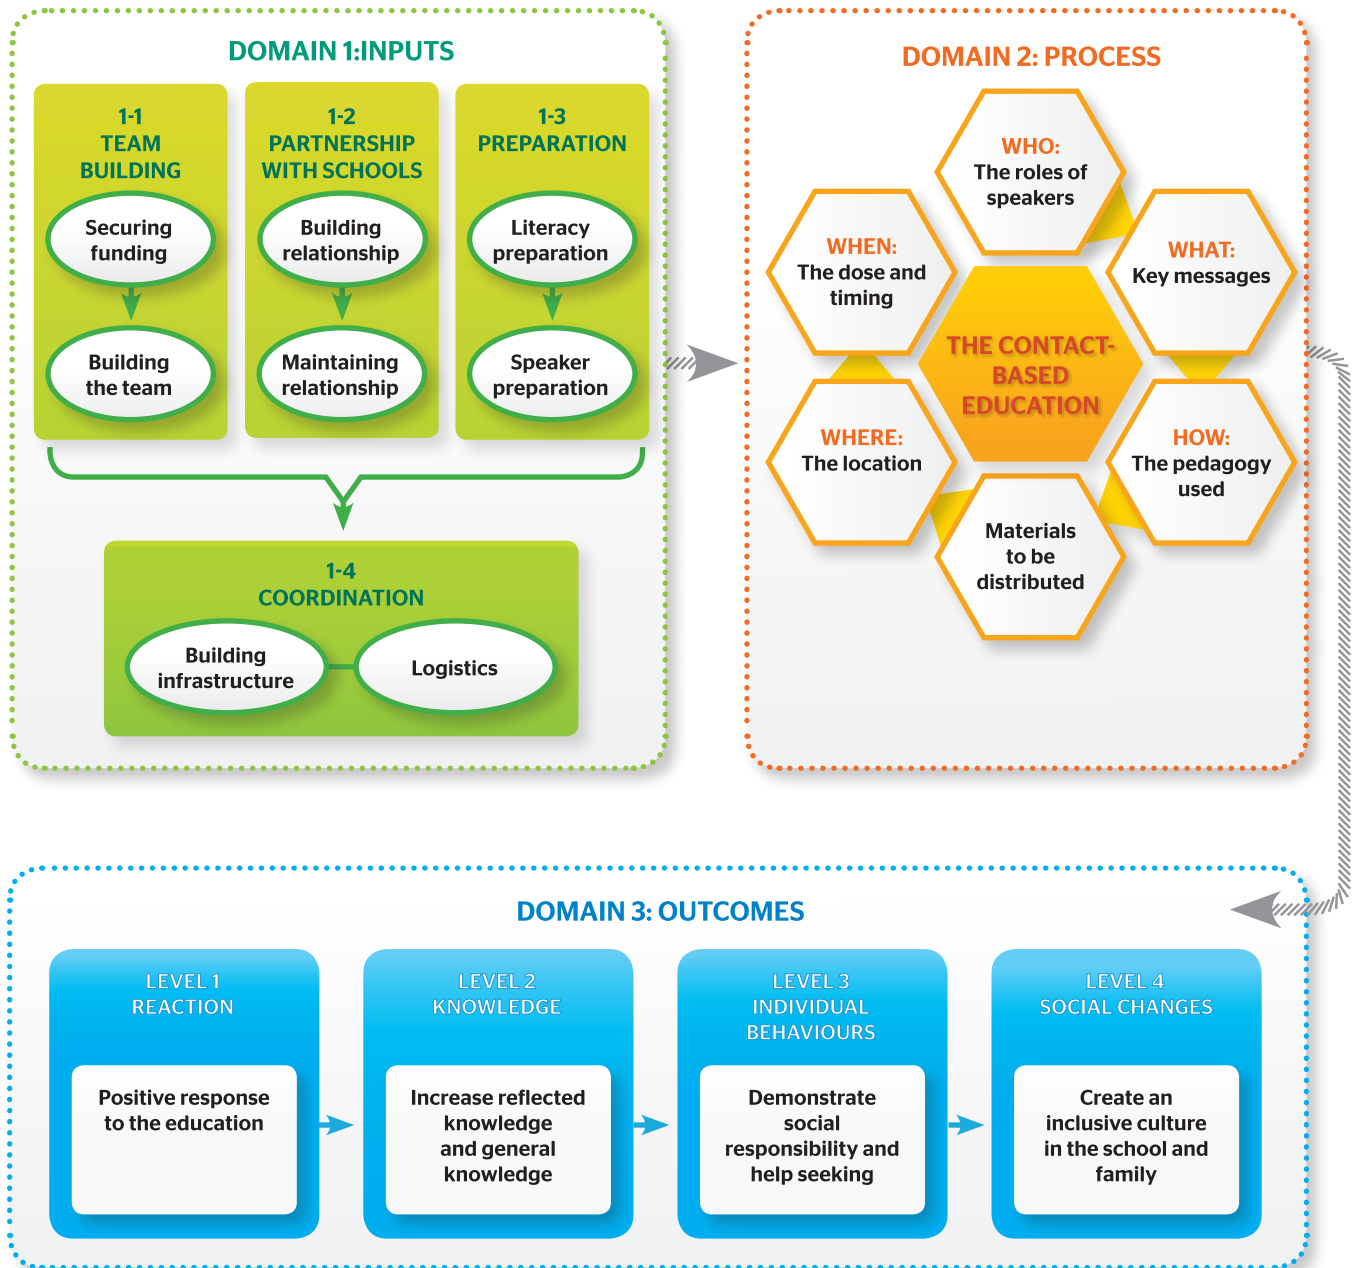 DOMAIN 1:INPUTS
1-1
TEAM
BUILDING
Securing
funding
Building
the team
1-2
PARTNERSHIP
WITH SCHOOLS
Building
relationship
Maintaining
relationship
1-3
PREPARATION
Literacy
preparation
Speaker
preparation
1-4
COORDINATION
Building
infrastructure
Logistics
DOMAIN 2: PROCESS
WHO:
The roles of
speakers
WHAT:
Key messages
HOW:
The pedagogy
used
Materials
to be
distributed
WHERE:
The location
WHEN:
The dose and
timing
THE CONTACT-
BASED
EDUCATION
DOMAIN 3: OUTCOMES
LEVEL 1
REACTION
Positive response
to the education
LEVEL 2
KNOWLEDGE
Increase reflected
knowledge
and general
knowledge
LEVEL 3
INDIVIDUAL
BEHAVIOURS
Demonstrate
social
responsibility and
help seeking
LEVEL 4
SOCIAL CHANGES
Create an
inclusive culture
in the school and
family